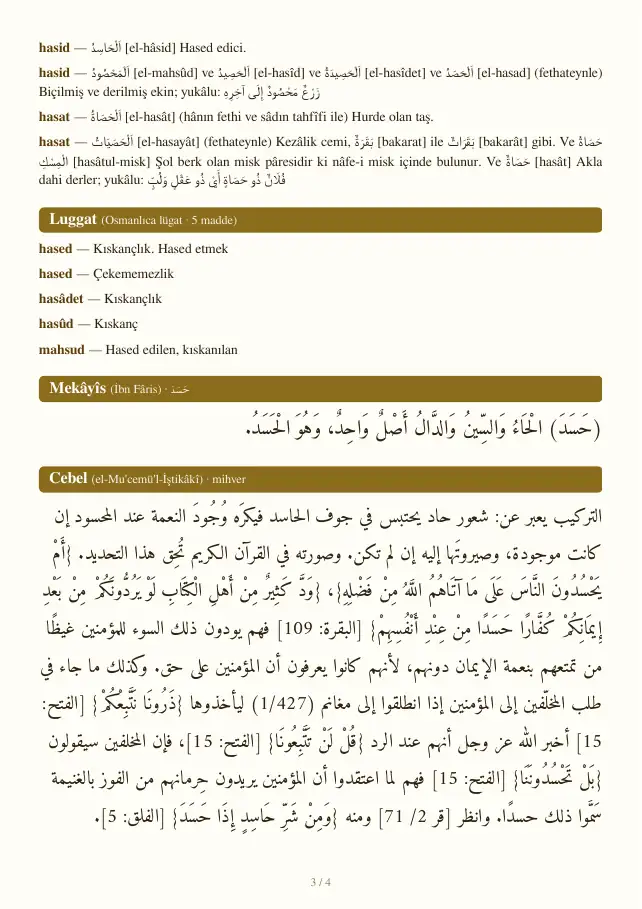 hasid — اَلْحَاسِدُ [el-hâsid] Hased edici.
hasid — اَلْمَحْصُودُ [el-mahsûd] ve اَلْحَصِيدُ [el-hasîd] ve اَلْحَصِيدَةُ [el-hasîdet] ve اَلْحَصَدُ [el-hasad] (fethateynle)
Biçilmiş ve derilmiş ekin; yukâlu: زَرْعٌ مَحْصُودٌ إِلَى آخِرِهِ
hasat — اَلْحَصَاةُ [el-hasât] (hânın fethi ve sâdın tahfîfi ile) Hurde olan taş.
hasat — اَلْحَصَيَاتُ [el-hasayât] (fethateynle) Kezâlik cemi, بَقَرَةٌ [bakarat] ile بَقَرَاتٌ [bakarât] gibi. Ve حَصَاةُ
الْمِسْكِ [hasâtul-misk] Şol berk olan misk pâresidir ki nâfe-i misk içinde bulunur. Ve حَصَاةٌ [hasât] Akla
dahi derler; yukâlu: فُلَانٌ ذُو حَصَاةٍ أَيْ ذُو عَقْلٍ وَلُبٍّ
Luggat (Osmanlıca lügat · 5 madde)
hased — Kıskançlık. Hased etmek
hased — Çekememezlik
hasâdet — Kıskançlık
hasûd — Kıskanç
mahsud — Hased edilen, kıskanılan
Mekâyîs (İbn Fâris) · حَسَدَ
(حَسَدَ) الْحَاءُ وَالسِّينُ وَالدَّالُ أَصْلٌ وَاحِدٌ، وَهُوَ الْحَسَدُ.
Cebel (el-Mu'cemü'l-İştikâkî) · mihver
التركيب يعبر عن: شعور حاد يحتبس في جوف الحاسد فيكرَه وُجودَ النعمة عند المحسود إن
كانت موجودة، وصيروتَها إليه إن لم تكن. وصورته في القرآن الكريم تُحِق هذا التحديد. {أَمْ
يَحْسُدُونَ النَّاسَ عَلَى مَا آتَاهُمُ اللَّهُ مِنْ فَضْلِهِ}، {وَدَّ كَثِيرٌ مِنْ أَهْلِ الْكِتَابِ لَوْ يَرُدُّونَكُمْ مِنْ بَعْدِ
إِيمَانِكُمْ كُفَّارًا حَسَدًا مِنْ عِنْدِ أَنْفُسِهِمْ} [البقرة: 109] فهم يودون ذلك السوء للمؤمنين غيظًا
من تمتعهم بنعمة الإيمان دونهم، لأنهم كانوا يعرفون أن المؤمنين على حق. وكذلك ما جاء في
طلب المخلّفين إلى المؤمنين إذا انطلقوا إلى مغانم (1/427) ليأخذوها {ذَرُونَا نَتَّبِعْكُمْ} [الفتح:
15] أخبر الله عز وجل أنهم عند الرد {قُلْ لَنْ تَتَّبِعُونَا} [الفتح: 15]، فإن المخلفين سيقولون
{بَلْ تَحْسُدُونَنَا} [الفتح: 15] فهم لما اعتقدوا أن المؤمنين يريدون حِرمانهم من الفوز بالغنيمة
سَمَّوا ذلك حسدًا. وانظر [قر 2/ 71] ومنه {وَمِنْ شَرِّ حَاسِدٍ إِذَا حَسَدَ} [الفلق: 5].
3 / 4